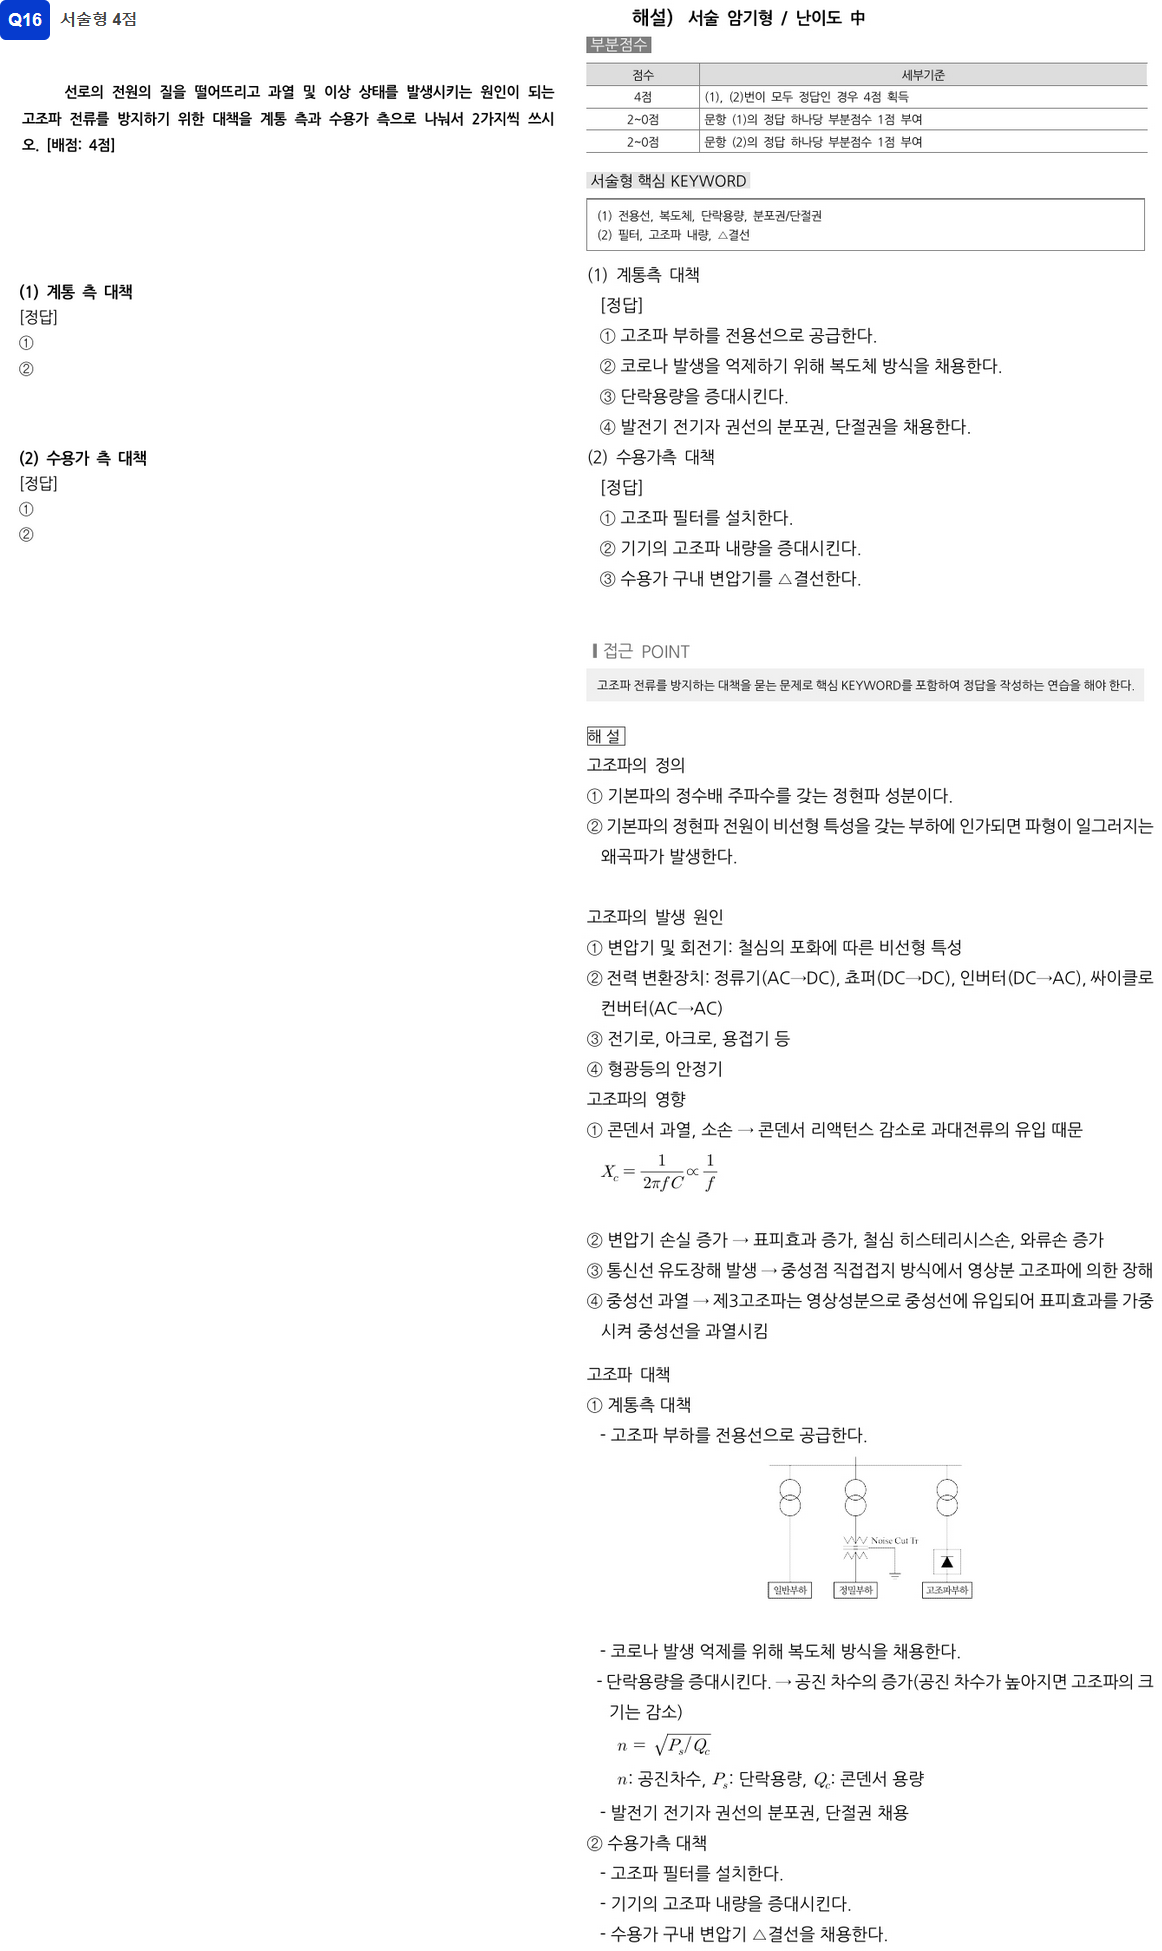 Q16 서술형 4점
선로의 전원의 질을 떨어뜨리고 과열 및 이상 상태를 발생시키는 원인이 되는
고조파 전류를 방지하기 위한 대책을 계통 측과 수용가 측으로 나눠서 2가지씩 쓰시
오. [배점: 4점]
(1) 계통 측 대책
[정답]
①
②
(2) 수용가 측 대책
[정답]
①
②
해설) 서술 암기형 / 난이도 中
부분점수
점수 세부기준
4점 (1), (2)번이 모두 정답인 경우 4점 획득
2~0점 문항 (1)의 정답 하나당 부분점수 1점 부여
2~0점 문항 (2)의 정답 하나당 부분점수 1점 부여
서술형 핵심 KEYWORD
(1) 전용선, 복도체, 단락용량, 분포권/단절권
(2) 필터, 고조파 내량, △결선
(1) 계통측 대책
[정답]
① 고조파 부하를 전용선으로 공급한다.
② 코로나 발생을 억제하기 위해 복도체 방식을 채용한다.
③ 단락용량을 증대시킨다.
④ 발전기 전기자 권선의 분포권, 단절권을 채용한다.
(2) 수용가측 대책
[정답]
① 고조파 필터를 설치한다.
② 기기의 고조파 내량을 증대시킨다.
③ 수용가 구내 변압기를 △결선한다.
접근 POINT
고조파 전류를 방지하는 대책을 묻는 문제로 핵심 KEYWORD를 포함하여 정답을 작성하는 연습을 해야 한다.
해 설
고조파의 정의
① 기본파의 정수배 주파수를 갖는 정현파 성분이다.
② 기본파의 정현파 전원이 비선형 특성을 갖는 부하에 인가되면 파형이 일그러지는
왜곡파가 발생한다.
고조파의 발생 원인
① 변압기 및 회전기: 철심의 포화에 따른 비선형 특성
② 전력 변환장치: 정류기(AC→DC), 쵸퍼(DC→DC), 인버터(DC→AC), 싸이클로
컨버터(AC→AC)
③ 전기로, 아크로, 용접기 등
④ 형광등의 안정기
고조파의 영향
① 콘덴서 과열, 소손 → 콘덴서 리액턴스 감소로 과대전류의 유입 때문
X_c = 1/(2πfC) ∝ 1/f
② 변압기 손실 증가 → 표피효과 증가, 철심 히스테리시스손, 와류손 증가
③ 통신선 유도장해 발생 → 중성점 직접접지 방식에서 영상분 고조파에 의한 장해
④ 중성선 과열 → 제3고조파는 영상성분으로 중성선에 유입되어 표피효과를 가중
시켜 중성선을 과열시킴
고조파 대책
① 계통측 대책
- 고조파 부하를 전용선으로 공급한다.
Noise Cut Tr
일반부하 정밀부하 고조파부하
- 코로나 발생 억제를 위해 복도체 방식을 채용한다.
- 단락용량을 증대시킨다. → 공진 차수의 증가(공진 차수가 높아지면 고조파의 크
기는 감소)
n = √(P_s/Q_c)
n: 공진차수, P_s: 단락용량, Q_c: 콘덴서 용량
- 발전기 전기자 권선의 분포권, 단절권 채용
② 수용가측 대책
- 고조파 필터를 설치한다.
- 기기의 고조파 내량을 증대시킨다.
- 수용가 구내 변압기 △결선을 채용한다.